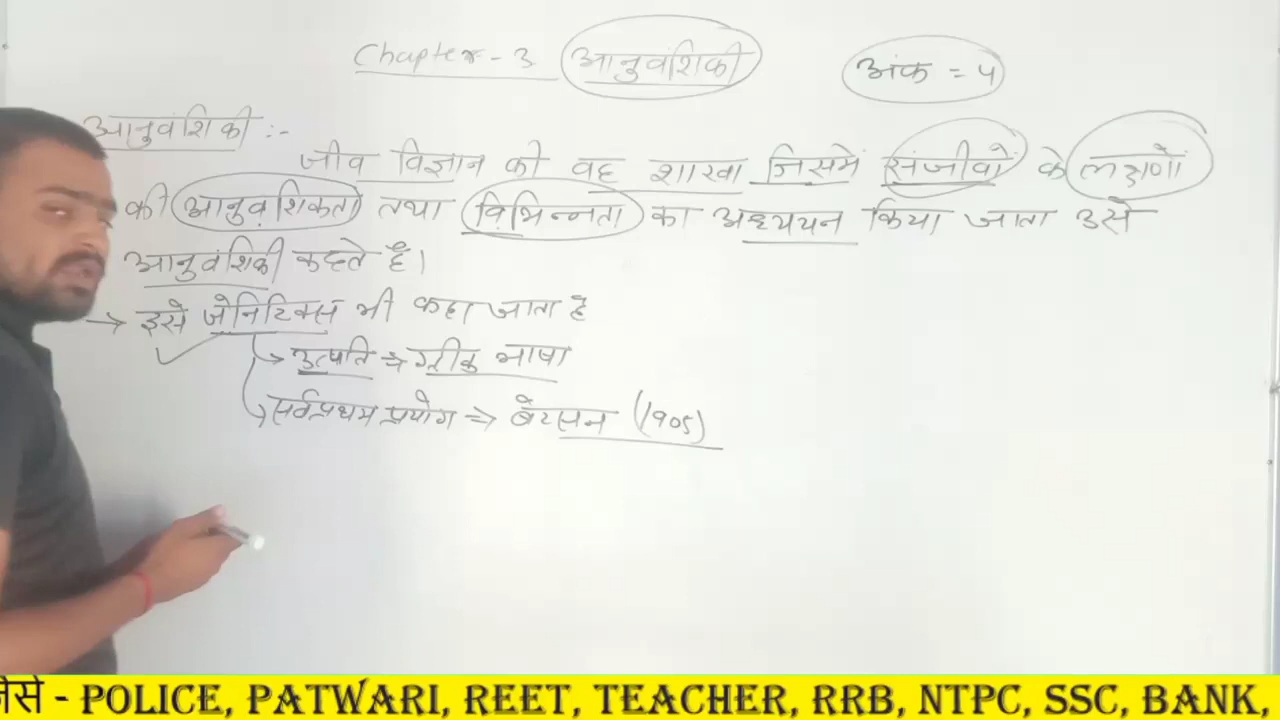 Chapter - 3 आनुवंशिकी अंक = 4
आनुवंशिकी :-
जीव विज्ञान की वह शाखा जिसमें संजीवों के लक्षणों
की आनुवंशिकता तथा विभिन्नता का अध्ययन किया जाता उसे
आनुवंशिकी कहते है।
→ इसे जेनिटिक्स भी कहा जाता है
↳ उत्पति ⇒ ग्रीक भाषा
↳ सर्वप्रथम प्रयोग ⇒ बेटसन (1905)
जैसे - POLICE, PATWARI, REET, TEACHER, RRB, NTPC, SSC, BANK,